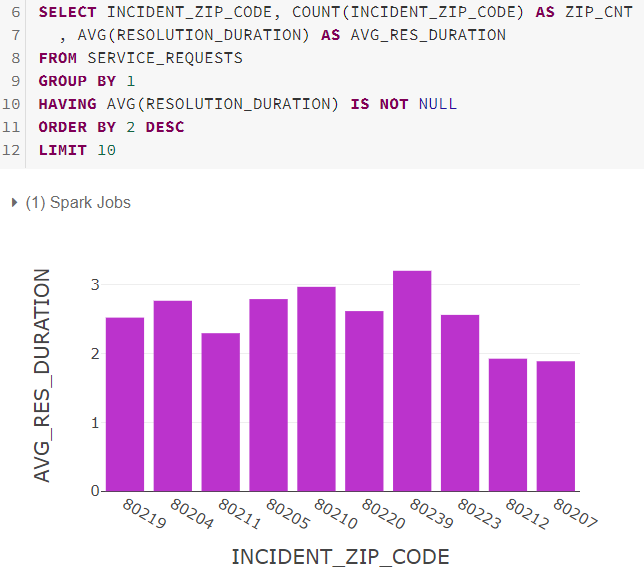 6 SELECT INCIDENT_ZIP_CODE, COUNT(INCIDENT_ZIP_CODE) AS ZIP_CNT
7 , AVG(RESOLUTION_DURATION) AS AVG_RES_DURATION
8 FROM SERVICE_REQUESTS
9 GROUP BY 1
10 HAVING AVG(RESOLUTION_DURATION) IS NOT NULL
11 ORDER BY 2 DESC
12 LIMIT 10
(1) Spark Jobs
AVG_RES_DURATION
3
2
1
0
80219 80204 80211 80205 80210 80220 80239 80223 80212 80207
INCIDENT_ZIP_CODE